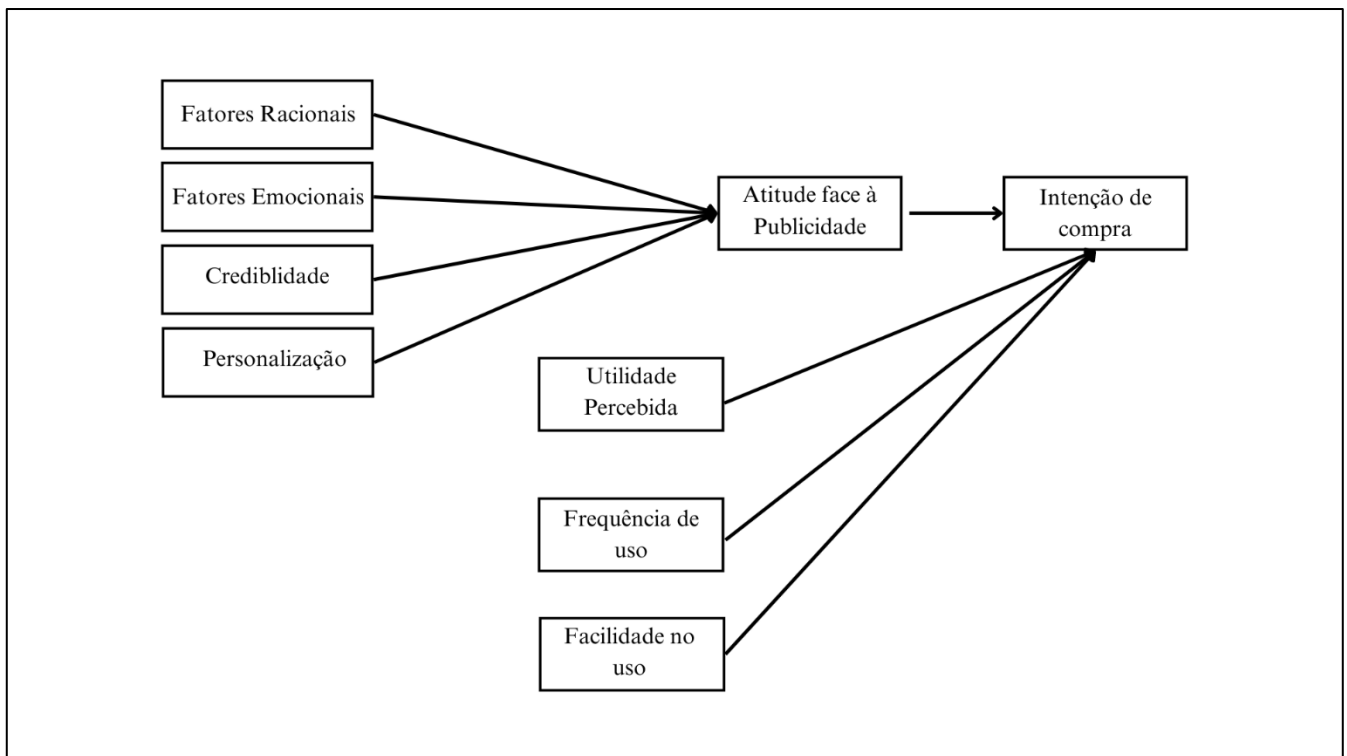 Fatores Racionais
Fatores Emocionais
Crediblidade
Personalização
Atitude face à
Publicidade
Intenção de
compra
Utilidade
Percebida
Frequência de
uso
Facilidade no
uso